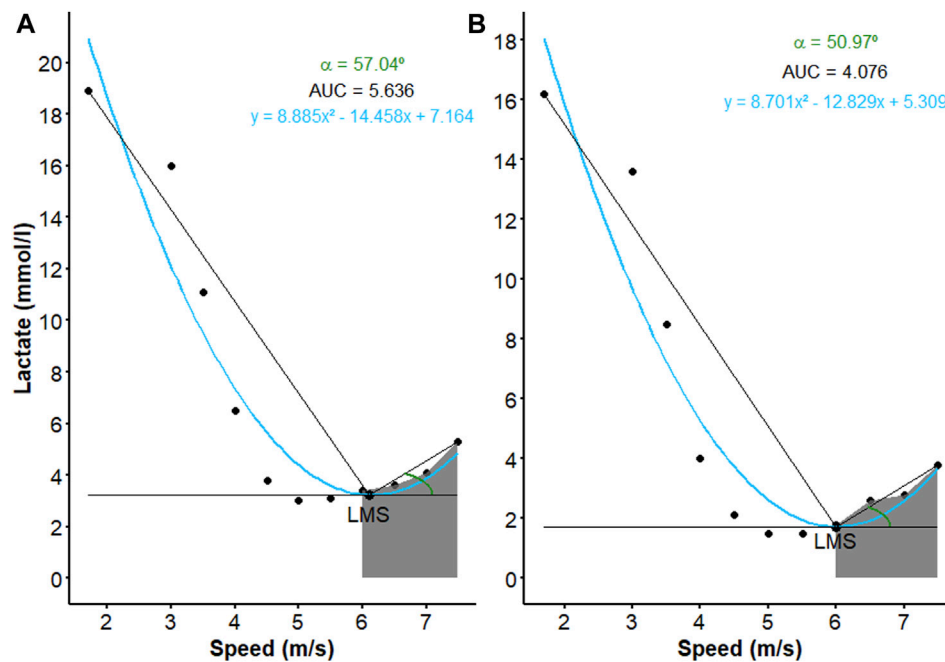 A
α = 57.04º
AUC = 5.636
y = 8.885x² - 14.458x + 7.164
20
18
16
14
12
10
8
6
4
2
0
Lactate (mmol/l)
LMS
2 3 4 5 6 7
Speed (m/s)
B
α = 50.97º
AUC = 4.076
y = 8.701x² - 12.829x + 5.309
18
16
14
12
10
8
6
4
2
0
LMS
2 3 4 5 6 7
Speed (m/s)